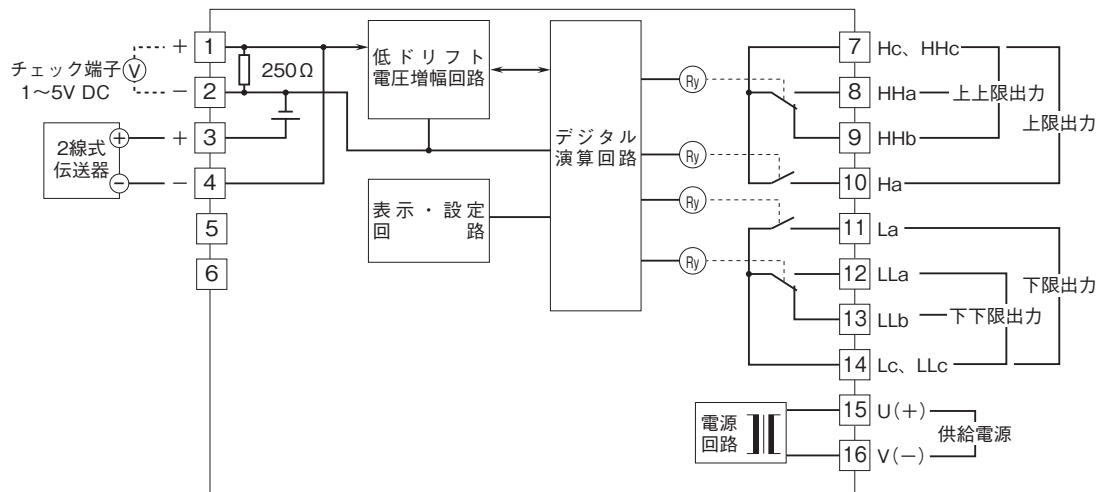 チェック端子
1～5V DC
V
+
−
1
2
3
4
5
6
250Ω
2線式
伝送器
+
−
+
−
低ドリフト
電圧増幅回路
表示・設定
回路
デジタル
演算回路
Ry
Ry
Ry
Ry
7 Hc、HHc
8 HHa
9 HHb
10 Ha
上上限出力
上限出力
11 La
12 LLa
13 LLb
14 Lc、LLc
下下限出力
下限出力
電源
回路
15 U(+)
16 V(−)
供給電源